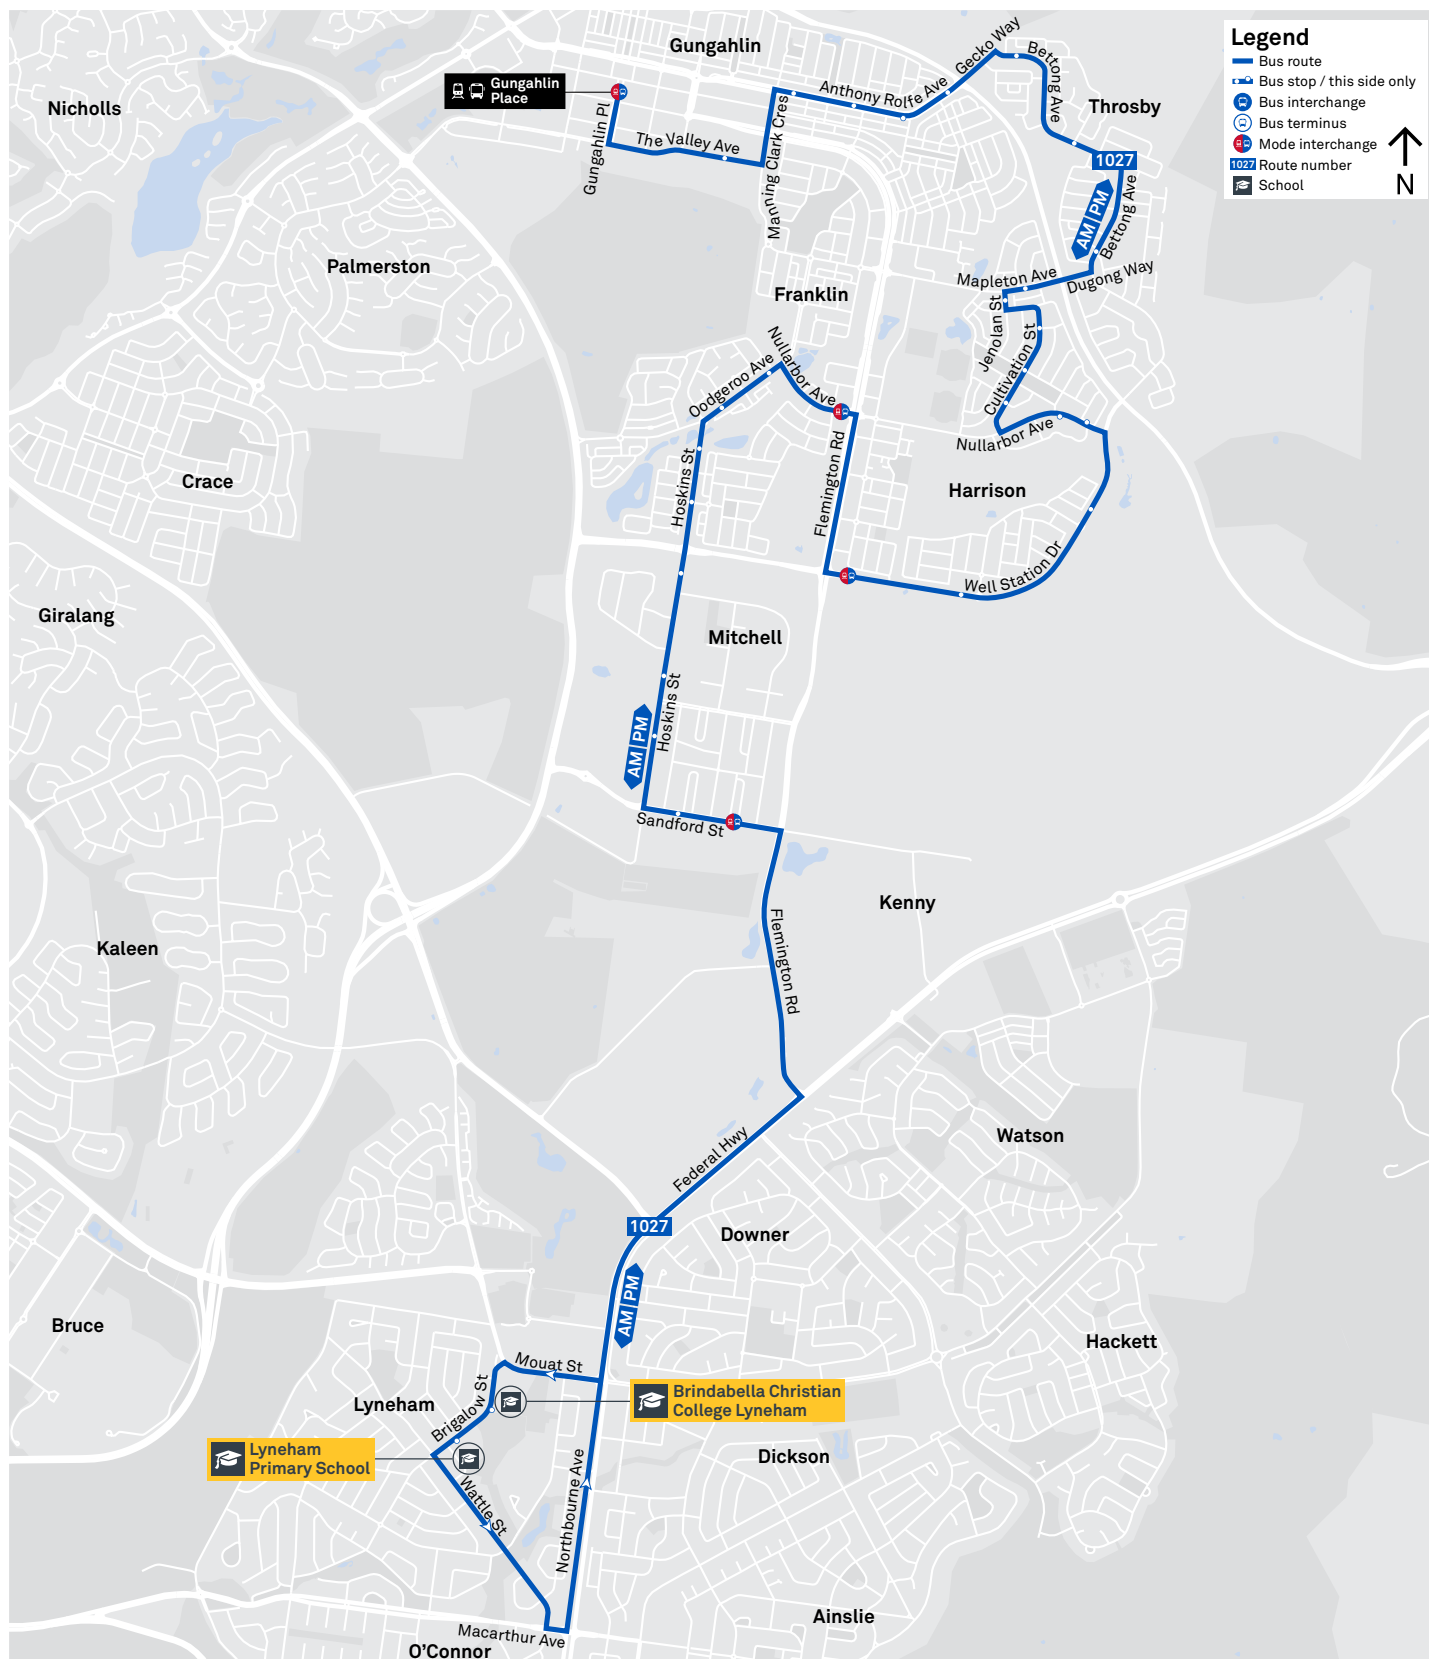 Legend
Bus route
Bus stop / this side only
Bus interchange
Bus terminus
Mode interchange
1027 Route number
School
N
Gungahlin
Nicholls
Gungahlin
Place
Gungahlin Pl
The Valley Ave
Manning Clark Cres
Anthony Rolfe Ave
Gecko Way
Bettong Ave
Throsby
1027
AM PM
Bettong Ave
Mapleton Ave
Dugong Way
Palmerston
Franklin
Jenolan St
Cultivation St
Nullarbor Ave
Oodgeroo Ave
Nullarbor Ave
Flemington Rd
Hoskins St
Crace
Harrison
Well Station Dr
Giralang
Mitchell
Hoskins St
AM PM
Sandford St
Kenny
Kaleen
Flemington Rd
Federal Hwy
Watson
1027
Downer
AM PM
Bruce
Hackett
Mouat St
Brindabella Christian
College Lyneham
Lyneham
Brigalow St
Lyneham
Primary School
Dickson
Wattle St
Northbourne Ave
Ainslie
Macarthur Ave
O'Connor